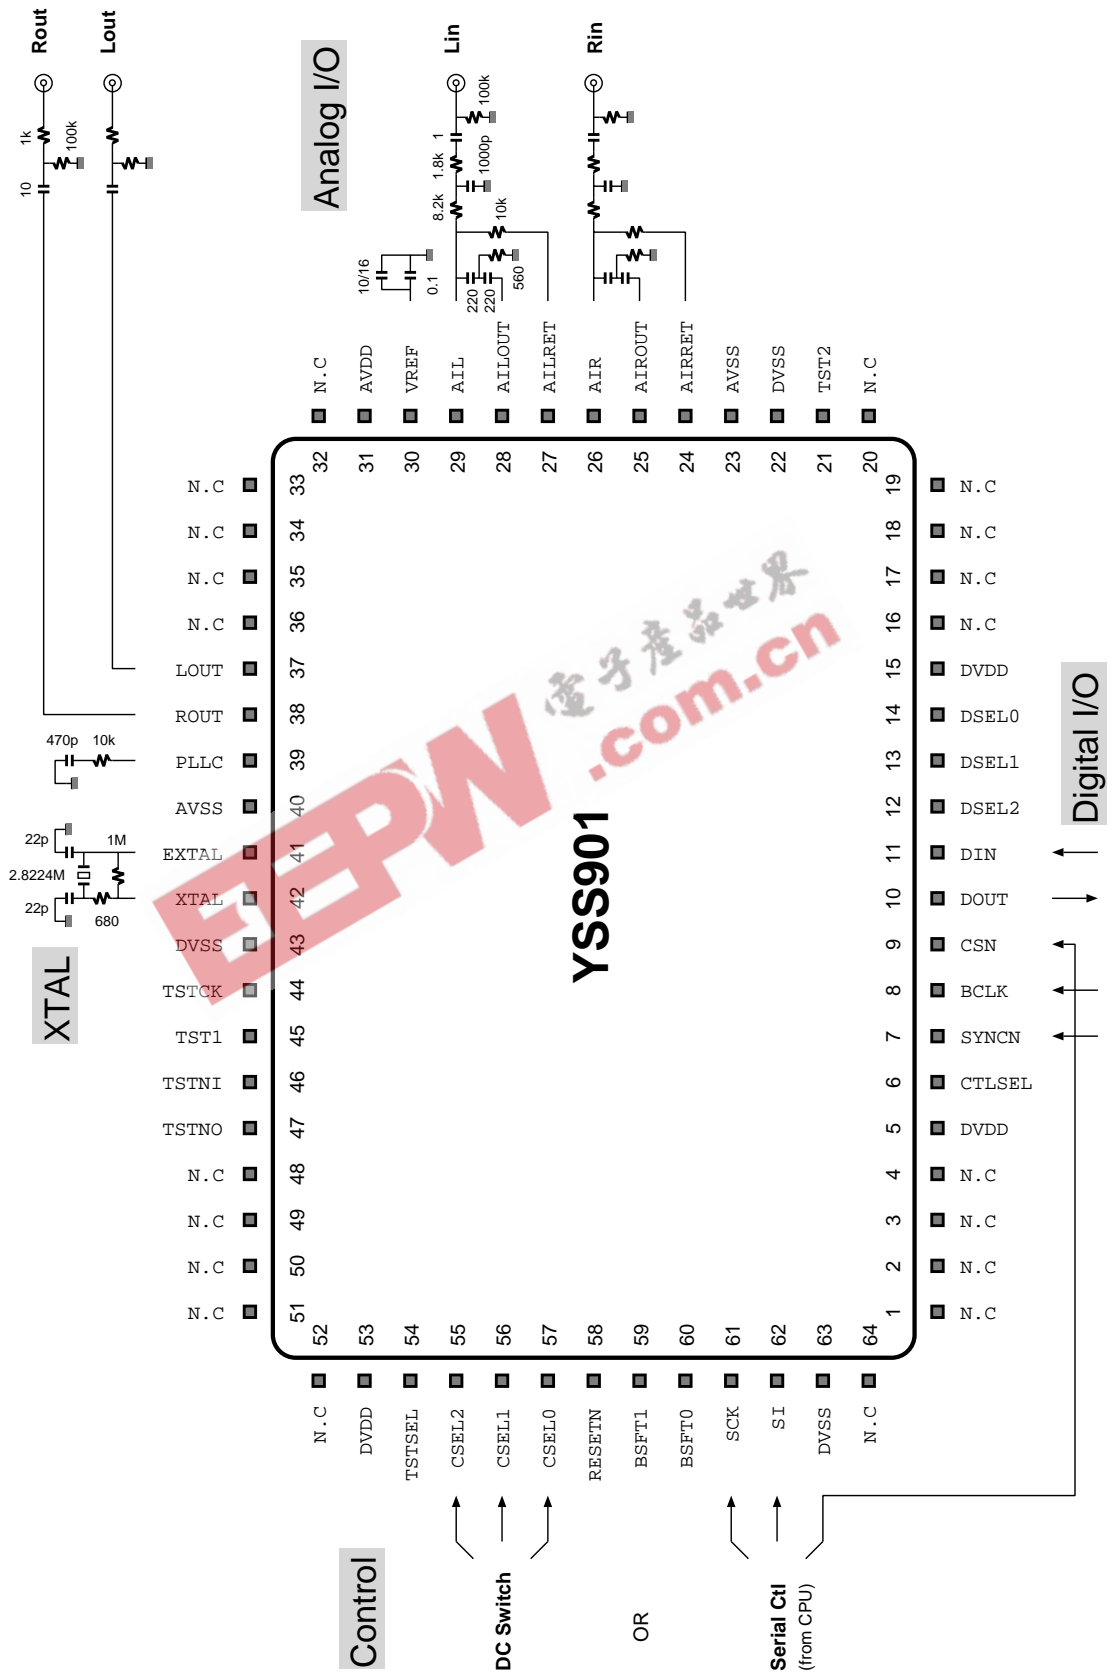 Rout
Lout
1k
100k
10
Analog I/O
Lin
Rin
100k
1
1.8k
1000p
8.2k
10k
10/16
0.1
220
220
560
N.C
AVDD
VREF
AIL
AILOUT
AILRET
AIR
AIROUT
AIRRET
AVSS
DVSS
TST2
N.C
32
31
30
29
28
27
26
25
24
23
22
21
20
N.C
33
N.C
34
N.C
35
N.C
36
LOUT
37
ROUT
38
PLLC
39
AVSS
40
EXTAL
41
XTAL
42
DVSS
43
TSTCK
44
TST1
45
TSTNI
46
TSTNO
47
N.C
48
N.C
49
N.C
50
N.C
51
470p
10k
22p
1M
2.8224M
22p
680
XTAL
YSS901
EEPW
.com.cn
電子産品世界
19
N.C
18
N.C
17
N.C
16
N.C
15
DVDD
14
DSEL0
13
DSEL1
12
DSEL2
11
DIN
10
DOUT
9
CSN
8
BCLK
7
SYNCN
6
CTLSEL
5
DVDD
4
N.C
3
N.C
2
N.C
1
N.C
Digital I/O
52
53
54
55
56
57
58
59
60
61
62
63
64
N.C
DVDD
TSTSEL
CSEL2
CSEL1
CSEL0
RESETN
BSFT1
BSFT0
SCK
SI
DVSS
N.C
Control
DC Switch
OR
Serial Ctl
(from CPU)